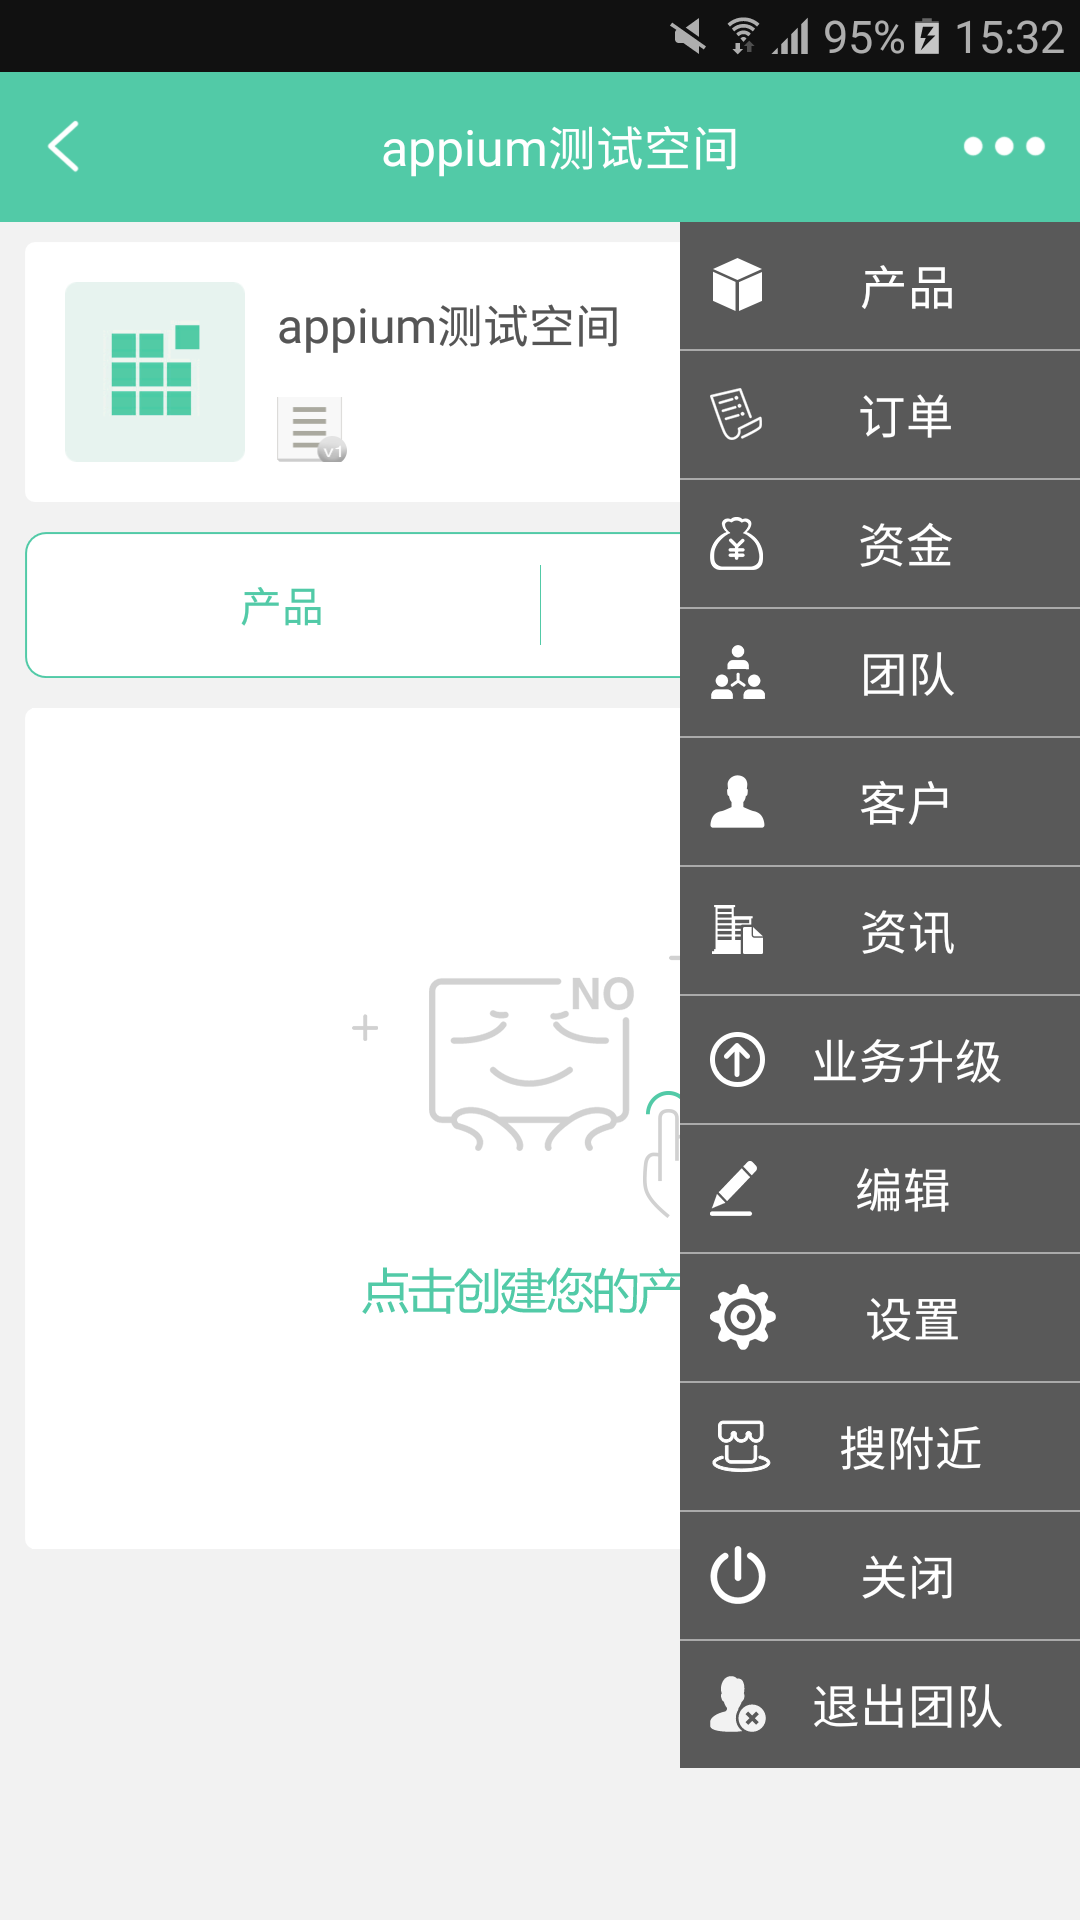 95% 15:32
appium测试空间
appium测试空间
v1
产品
NO
点击创建您的产
产品
订单
资金
团队
客户
资讯
业务升级
编辑
设置
搜附近
关闭
退出团队